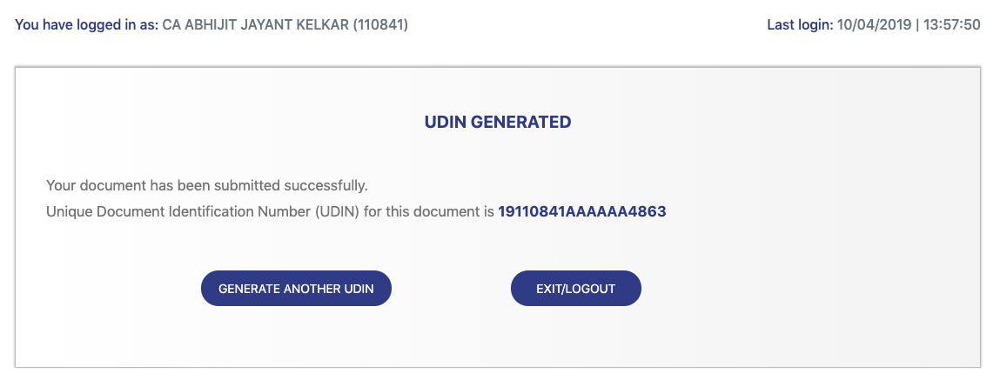 You have logged in as: CA ABHIJIT JAYANT KELKAR (110841) Last login: 10/04/2019 | 13:57:50
UDIN GENERATED
Your document has been submitted successfully.
Unique Document Identification Number (UDIN) for this document is 19110841AAAAAA4863
GENERATE ANOTHER UDIN EXIT/LOGOUT